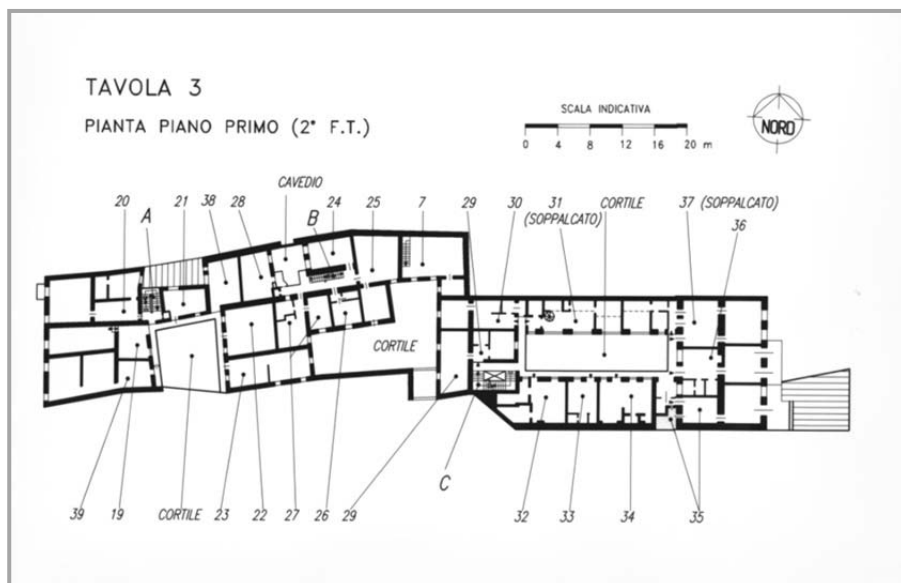 TAVOLA 3
PIANTA PIANO PRIMO (2° F.T.)
SCALA INDICATIVA
0 4 8 12 16 20 m
NORD
20 A 21 38 28 CAVEDIO B 24 25 7 29 30 31 (SOPPALCATO) CORTILE 37 (SOPPALCATO) 36
CORTILE
C
39 19 CORTILE 23 22 27 26 29 32 33 34 35